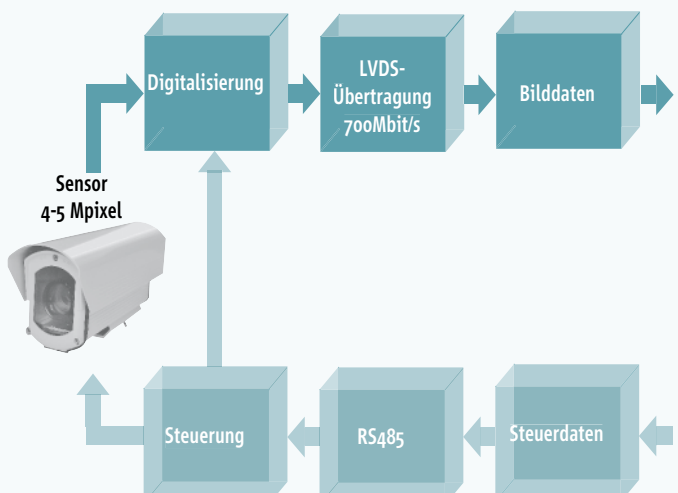 Digitalisierung
LVDS-
Übertragung
700Mbit/s
Bilddaten
Sensor
4-5 Mpixel
Steuerung
RS485
Steuerdaten